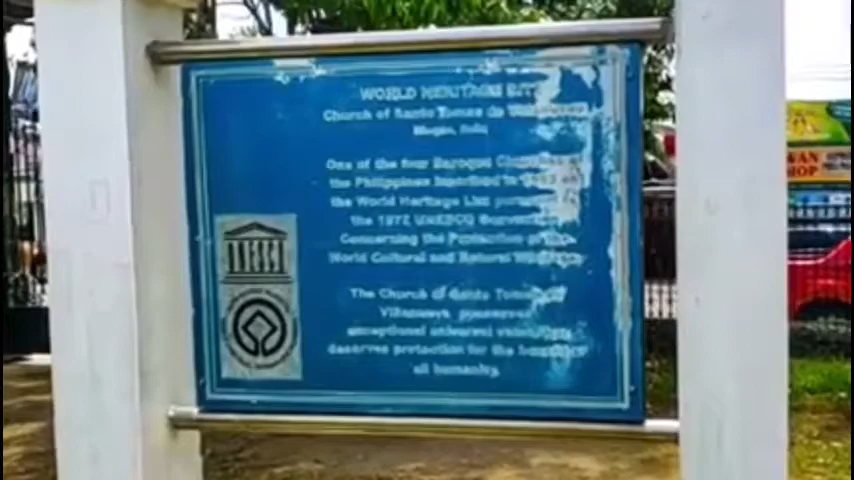 WORLD HERITAGE SITE
Church of Santo Tomas de
Miagao, Iloilo
One of the four Baroque Churches of
the Philippines inscribed in 1993 on
the World Heritage List
the 1972 UNESCO Convention
Concerning the Protection of the
World Cultural and Natural Heritage
The Church of Santo Tomas de
Villanueva possesses
exceptional universal value
deserves protection for the benefit of
all humanity.
UNESCO